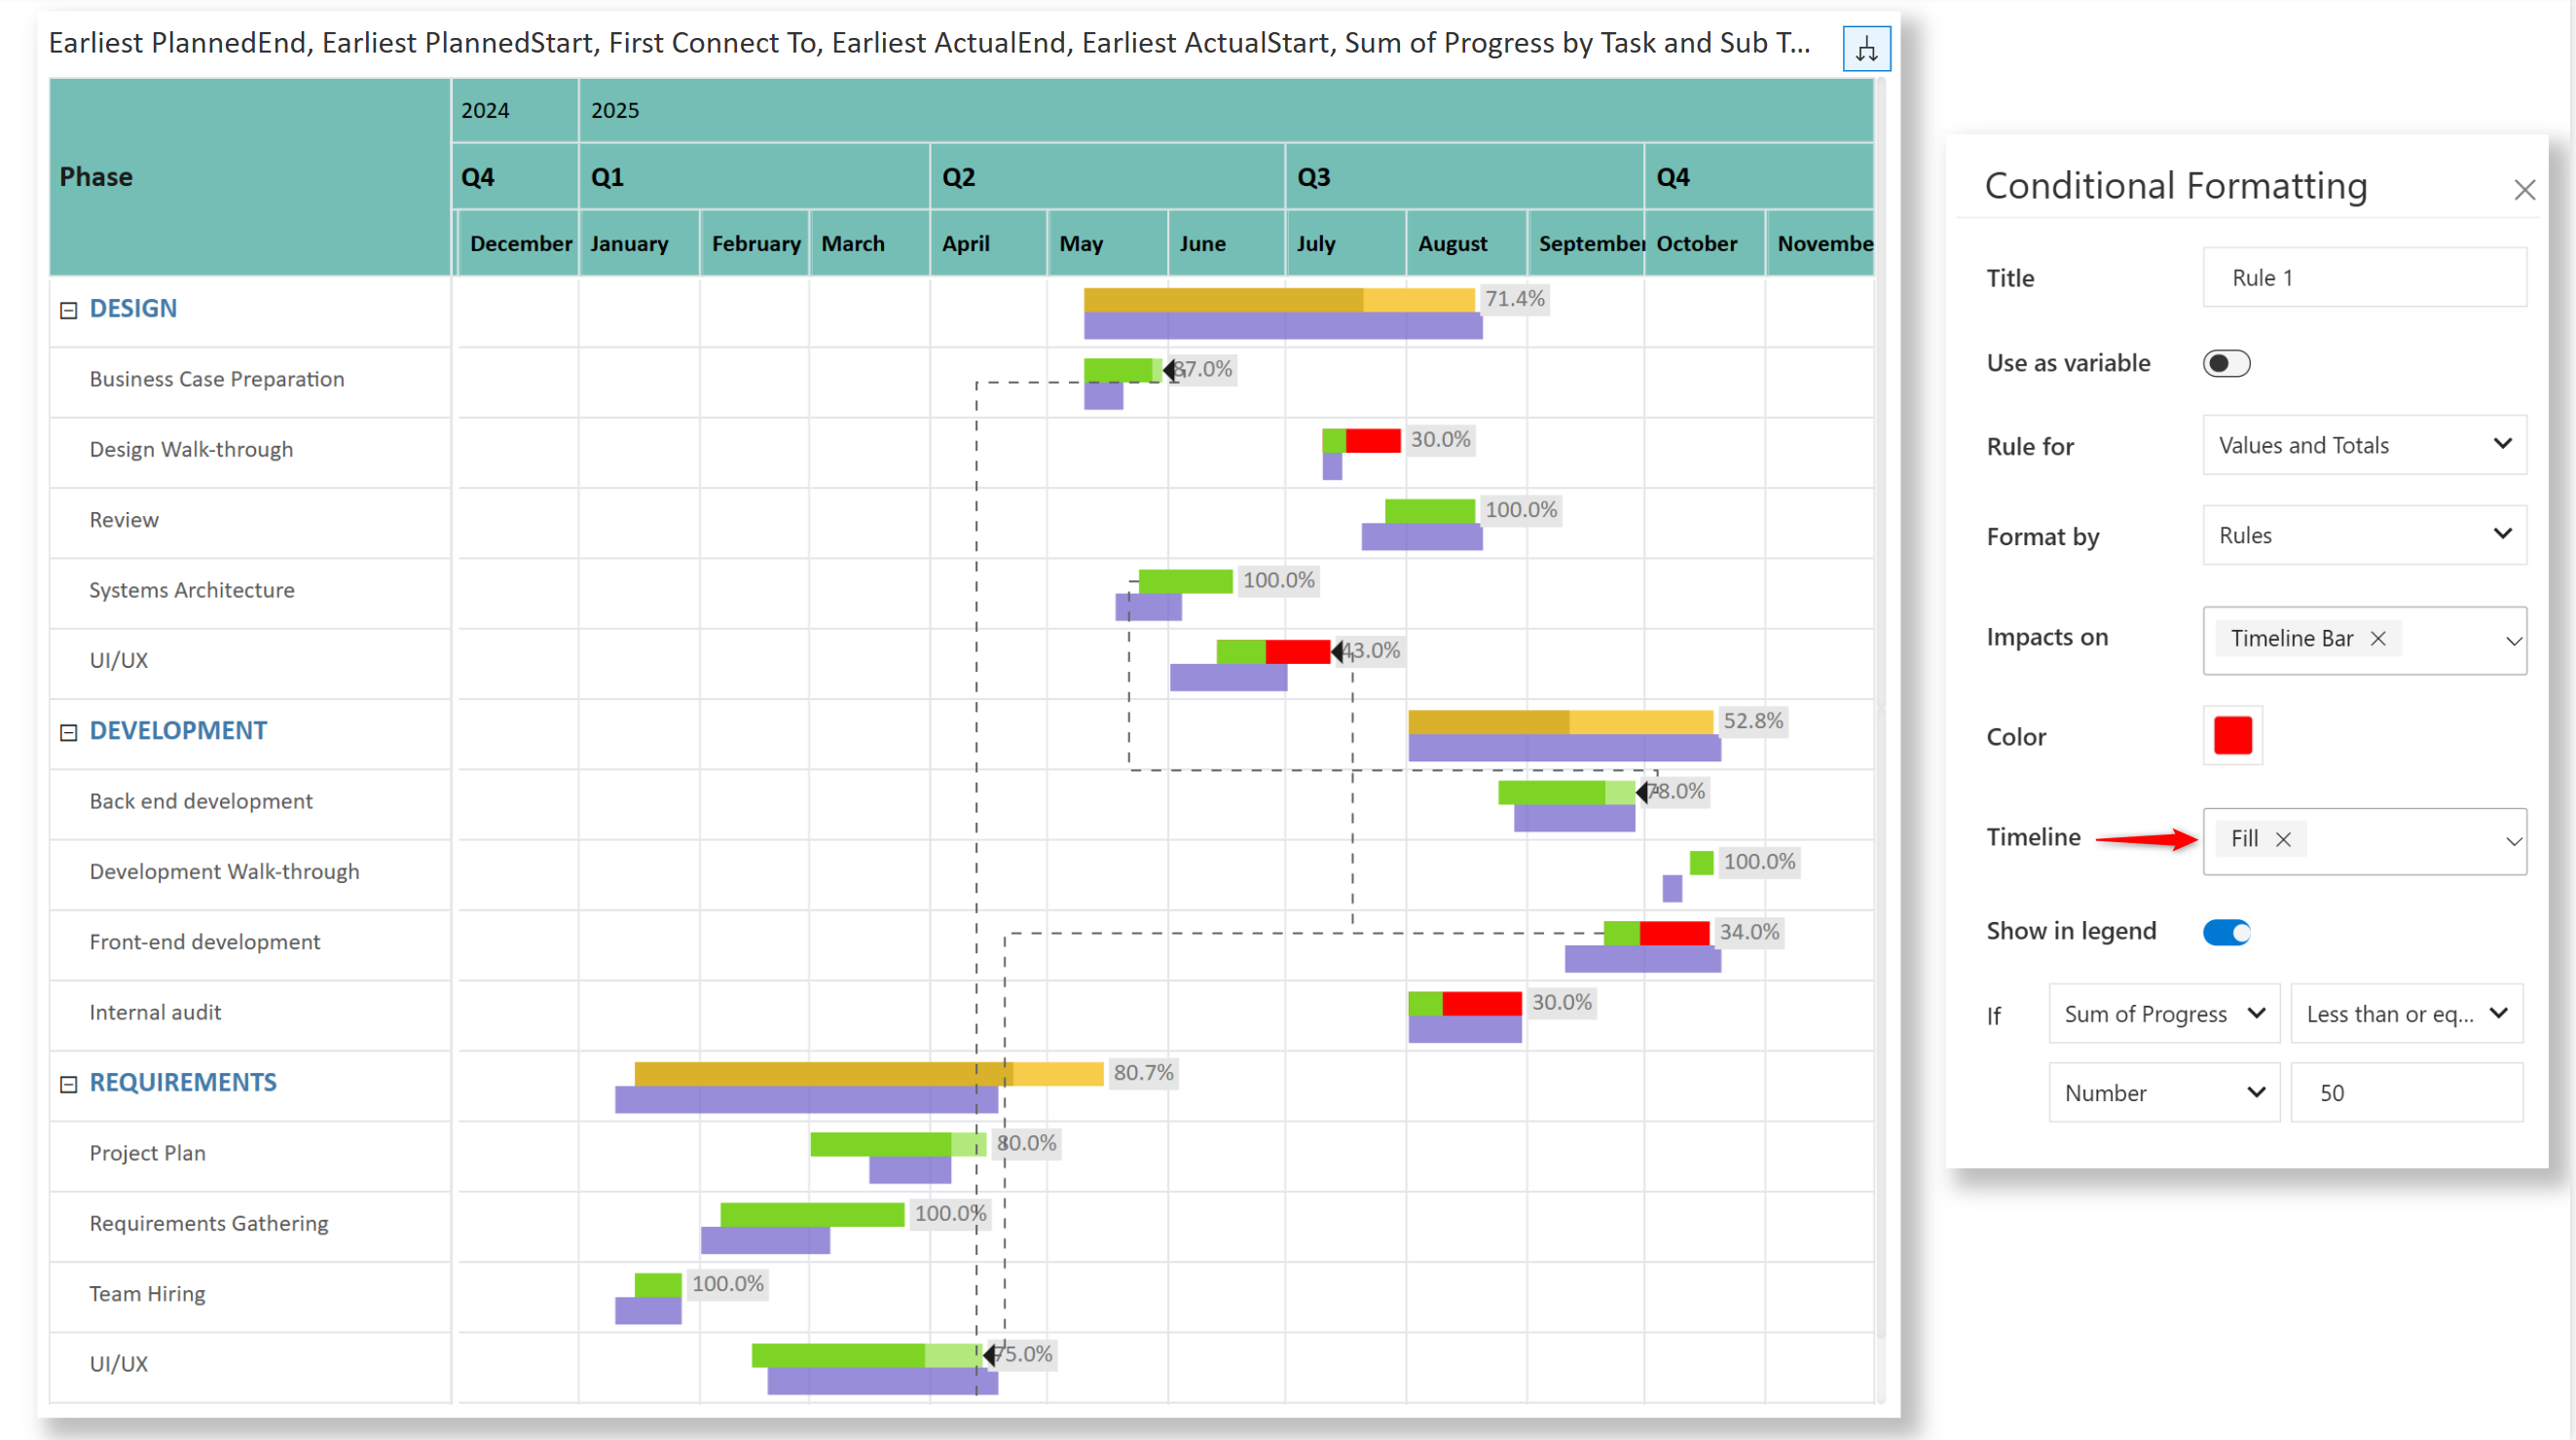 Earliest PlannedEnd, Earliest PlannedStart, First Connect To, Earliest ActualEnd, Earliest ActualStart, Sum of Progress by Task and Sub T...
Phase
2024 2025
Q4 Q1 Q2 Q3 Q4
December January February March April May June July August September October Novembe
DESIGN 71.4%
Business Case Preparation 87.0%
Design Walk-through 30.0%
Review 100.0%
Systems Architecture 100.0%
UI/UX 43.0%
DEVELOPMENT 52.8%
Back end development 78.0%
Development Walk-through 100.0%
Front-end development 34.0%
Internal audit 30.0%
REQUIREMENTS 80.7%
Project Plan 80.0%
Requirements Gathering 100.0%
Team Hiring 100.0%
UI/UX 75.0%
Conditional Formatting
Title Rule 1
Use as variable
Rule for Values and Totals
Format by Rules
Impacts on Timeline Bar
Color
Timeline Fill
Show in legend
If Sum of Progress Less than or eq...
Number 50